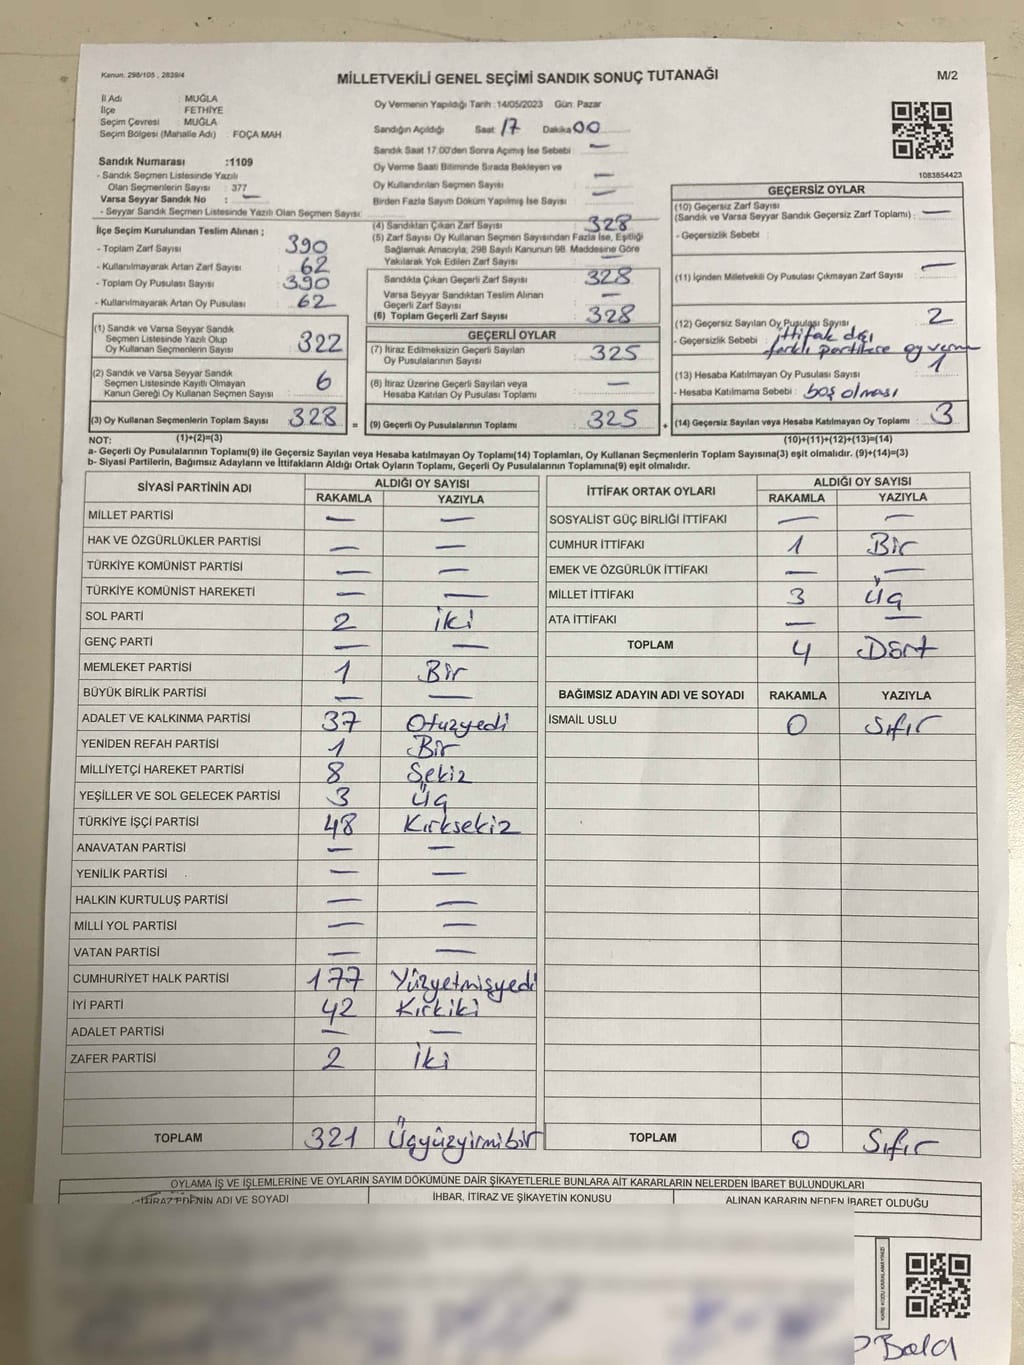 Kanun: 298/105 , 2839/4
MİLLETVEKİLİ GENEL SEÇİMİ SANDIK SONUÇ TUTANAĞI
M/2
İl Adı : MUĞLA
İlçe : FETHİYE
Seçim Çevresi : MUĞLA
Seçim Bölgesi (Mahalle Adı) : FOÇA MAH
Sandık Numarası :1109
- Sandık Seçmen Listesinde Yazılı
Olan Seçmenlerin Sayısı : 377
Varsa Seyyar Sandık No : —
- Seyyar Sandık Seçmen Listesinde Yazılı Olan Seçmen Sayısı:
Oy Vermenin Yapıldığı Tarih :14/05/2023 Gün: Pazar
Sandığın Açıldığı Saat 17 Dakika 00
Sandık Saat 17.00'den Sonra Açımış İse Sebebi : —
Oy Verme Saati Bitiminde Sırada Bekleyen ve
Oy Kullandırılan Seçmen Sayısı : —
Birden Fazla Sayım Döküm Yapılmış İse Sayısı : —
1083854423
İlçe Seçim Kurulundan Teslim Alınan ;
- Toplam Zarf Sayısı : 390
- Kullanılmayarak Artan Zarf Sayısı : 62
- Toplam Oy Pusulası Sayısı : 390
- Kullanılmayarak Artan Oy Pusulası : 62
(1) Sandık ve Varsa Seyyar Sandık
Seçmen Listesinde Yazılı Olup
Oy Kullanan Seçmenlerin Sayısı : 322
(2) Sandık ve Varsa Seyyar Sandık
Seçmen Listesinde Kayıtlı Olmayan
Kanun Gereği Oy Kullanan Seçmen Sayısı : 6
(3) Oy Kullanan Seçmenlerin Toplam Sayısı : 328 =
(4) Sandıktan Çıkan Zarf Sayısı : 328
(5) Zarf Sayısı Oy Kullanan Seçmen Sayısından Fazla İse, Eşitliği
Sağlamak Amacıyla; 298 Sayılı Kanunun 98. Maddesine Göre
Yakılarak Yok Edilen Zarf Sayısı : —
Sandıkta Çıkan Geçerli Zarf Sayısı : 328
Varsa Seyyar Sandıktan Teslim Alınan
Geçerli Zarf Sayısı : —
(6) Toplam Geçerli Zarf Sayısı : 328
GEÇERLİ OYLAR
(7) İtiraz Edilmeksizin Geçerli Sayılan
Oy Pusulalarının Sayısı : 325
(8) İtiraz Üzerine Geçerli Sayılan veya
Hesaba Katılan Oy Pusulası Toplamı : —
(9) Geçerli Oy Pusulalarının Toplamı : 325 +
GEÇERSİZ OYLAR
(10) Geçersiz Zarf Sayısı
(Sandık ve Varsa Seyyar Sandık Geçersiz Zarf Toplamı) : —
- Geçersizlik Sebebi :
(11) İçinden Milletvekili Oy Pusulası Çıkmayan Zarf Sayısı : —
(12) Geçersiz Sayılan Oy Pusulası Sayısı : 2
- Geçersizlik Sebebi : ittifak dışı
farklı partilere oy verme
(13) Hesaba Katılmayan Oy Pusulası Sayısı : 1
- Hesaba Katılmama Sebebi : boş olması
(14) Geçersiz Sayılan veya Hesaba Katılmayan Oy Toplamı : 3
NOT: (1)+(2)=(3) (10)+(11)+(12)+(13)=(14)
a- Geçerli Oy Pusulalarının Toplamı(9) ile Geçersiz Sayılan veya Hesaba katılmayan Oy Toplamı(14) Toplamları, Oy Kullanan Seçmenlerin Toplam Sayısına(3) eşit olmalıdır. (9)+(14)=(3)
b- Siyasi Partilerin, Bağımsız Adayların ve İttifakların Aldığı Ortak Oyların Toplamı, Geçerli Oy Pusulalarının Toplamına(9) eşit olmalıdır.
SİYASİ PARTİNİN ADI ALDIĞI OY SAYISI
RAKAMLA YAZIYLA
MİLLET PARTİSİ — —
HAK VE ÖZGÜRLÜKLER PARTİSİ — —
TÜRKİYE KOMÜNİST PARTİSİ — —
TÜRKİYE KOMÜNİST HAREKETİ — —
SOL PARTİ 2 iki
GENÇ PARTİ — —
MEMLEKET PARTİSİ 1 Bir
BÜYÜK BİRLİK PARTİSİ — —
ADALET VE KALKINMA PARTİSİ 37 Otuzyedi
YENİDEN REFAH PARTİSİ 1 Bir
MİLLİYETÇİ HAREKET PARTİSİ 8 Sekiz
YEŞİLLER VE SOL GELECEK PARTİSİ 3 Üç
TÜRKİYE İŞÇİ PARTİSİ 48 Kırksekiz
ANAVATAN PARTİSİ — —
YENİLİK PARTİSİ — —
HALKIN KURTULUŞ PARTİSİ — —
MİLLİ YOL PARTİSİ — —
VATAN PARTİSİ — —
CUMHURİYET HALK PARTİSİ 177 Yüzyetmişyedi
İYİ PARTİ 42 Kırkiki
ADALET PARTİSİ — —
ZAFER PARTİSİ 2 İki
TOPLAM 321 Üçyüzyirmibir
İTTİFAK ORTAK OYLARI ALDIĞI OY SAYISI
RAKAMLA YAZIYLA
SOSYALİST GÜÇ BİRLİĞİ İTTİFAKI — —
CUMHUR İTTİFAKI 1 Bir
EMEK VE ÖZGÜRLÜK İTTİFAKI — —
MİLLET İTTİFAKI 3 Üç
ATA İTTİFAKI — —
TOPLAM 4 Dört
BAĞIMSIZ ADAYIN ADI VE SOYADI RAKAMLA YAZIYLA
İSMAİL USLU 0 Sıfır
TOPLAM 0 Sıfır
OYLAMA İŞ VE İŞLEMLERİNE VE OYLARIN SAYIM DÖKÜMÜNE DAİR ŞİKAYETLERLE BUNLARA AİT KARARLARIN NELERDEN İBARET BULUNDUKLARI
İTİRAZ EDENİN ADI VE SOYADI İHBAR, İTİRAZ VE ŞİKAYETİN KONUSU ALINAN KARARIN NEDEN İBARET OLDUĞU